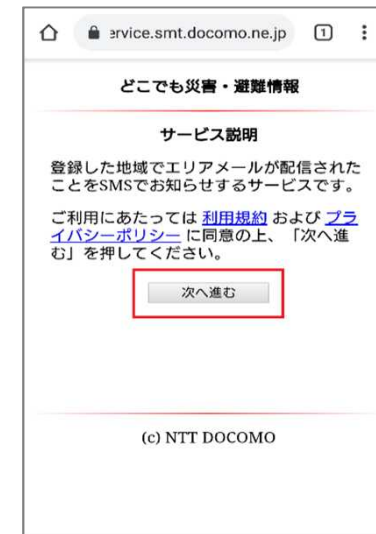 ervice.smt.docomo.ne.jp 1
どこでも災害・避難情報
サービス説明
登録した地域でエリアメールが配信された
ことをSMSでお知らせするサービスです。
ご利用にあたっては 利用規約 および プラ
イバシーポリシー に同意の上、「次へ進
む」を押してください。
次へ進む
(c) NTT DOCOMO